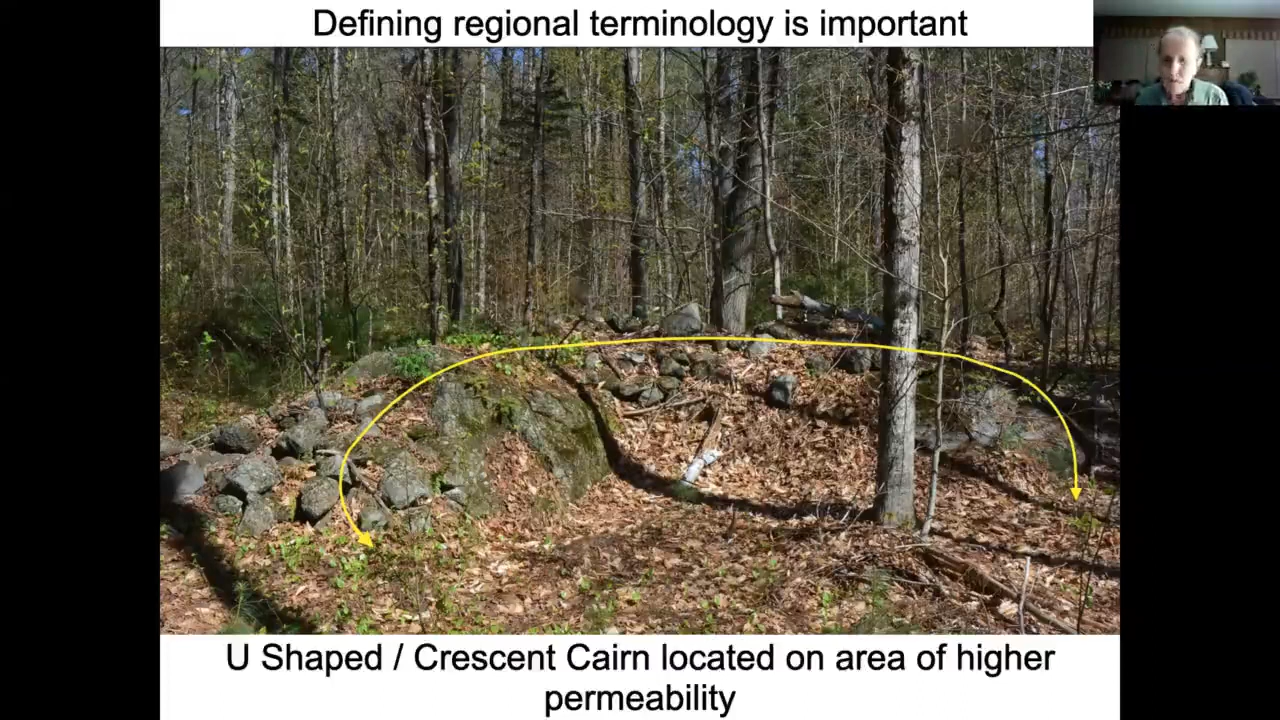 Defining regional terminology is important
U Shaped / Crescent Cairn located on area of higher
permeability